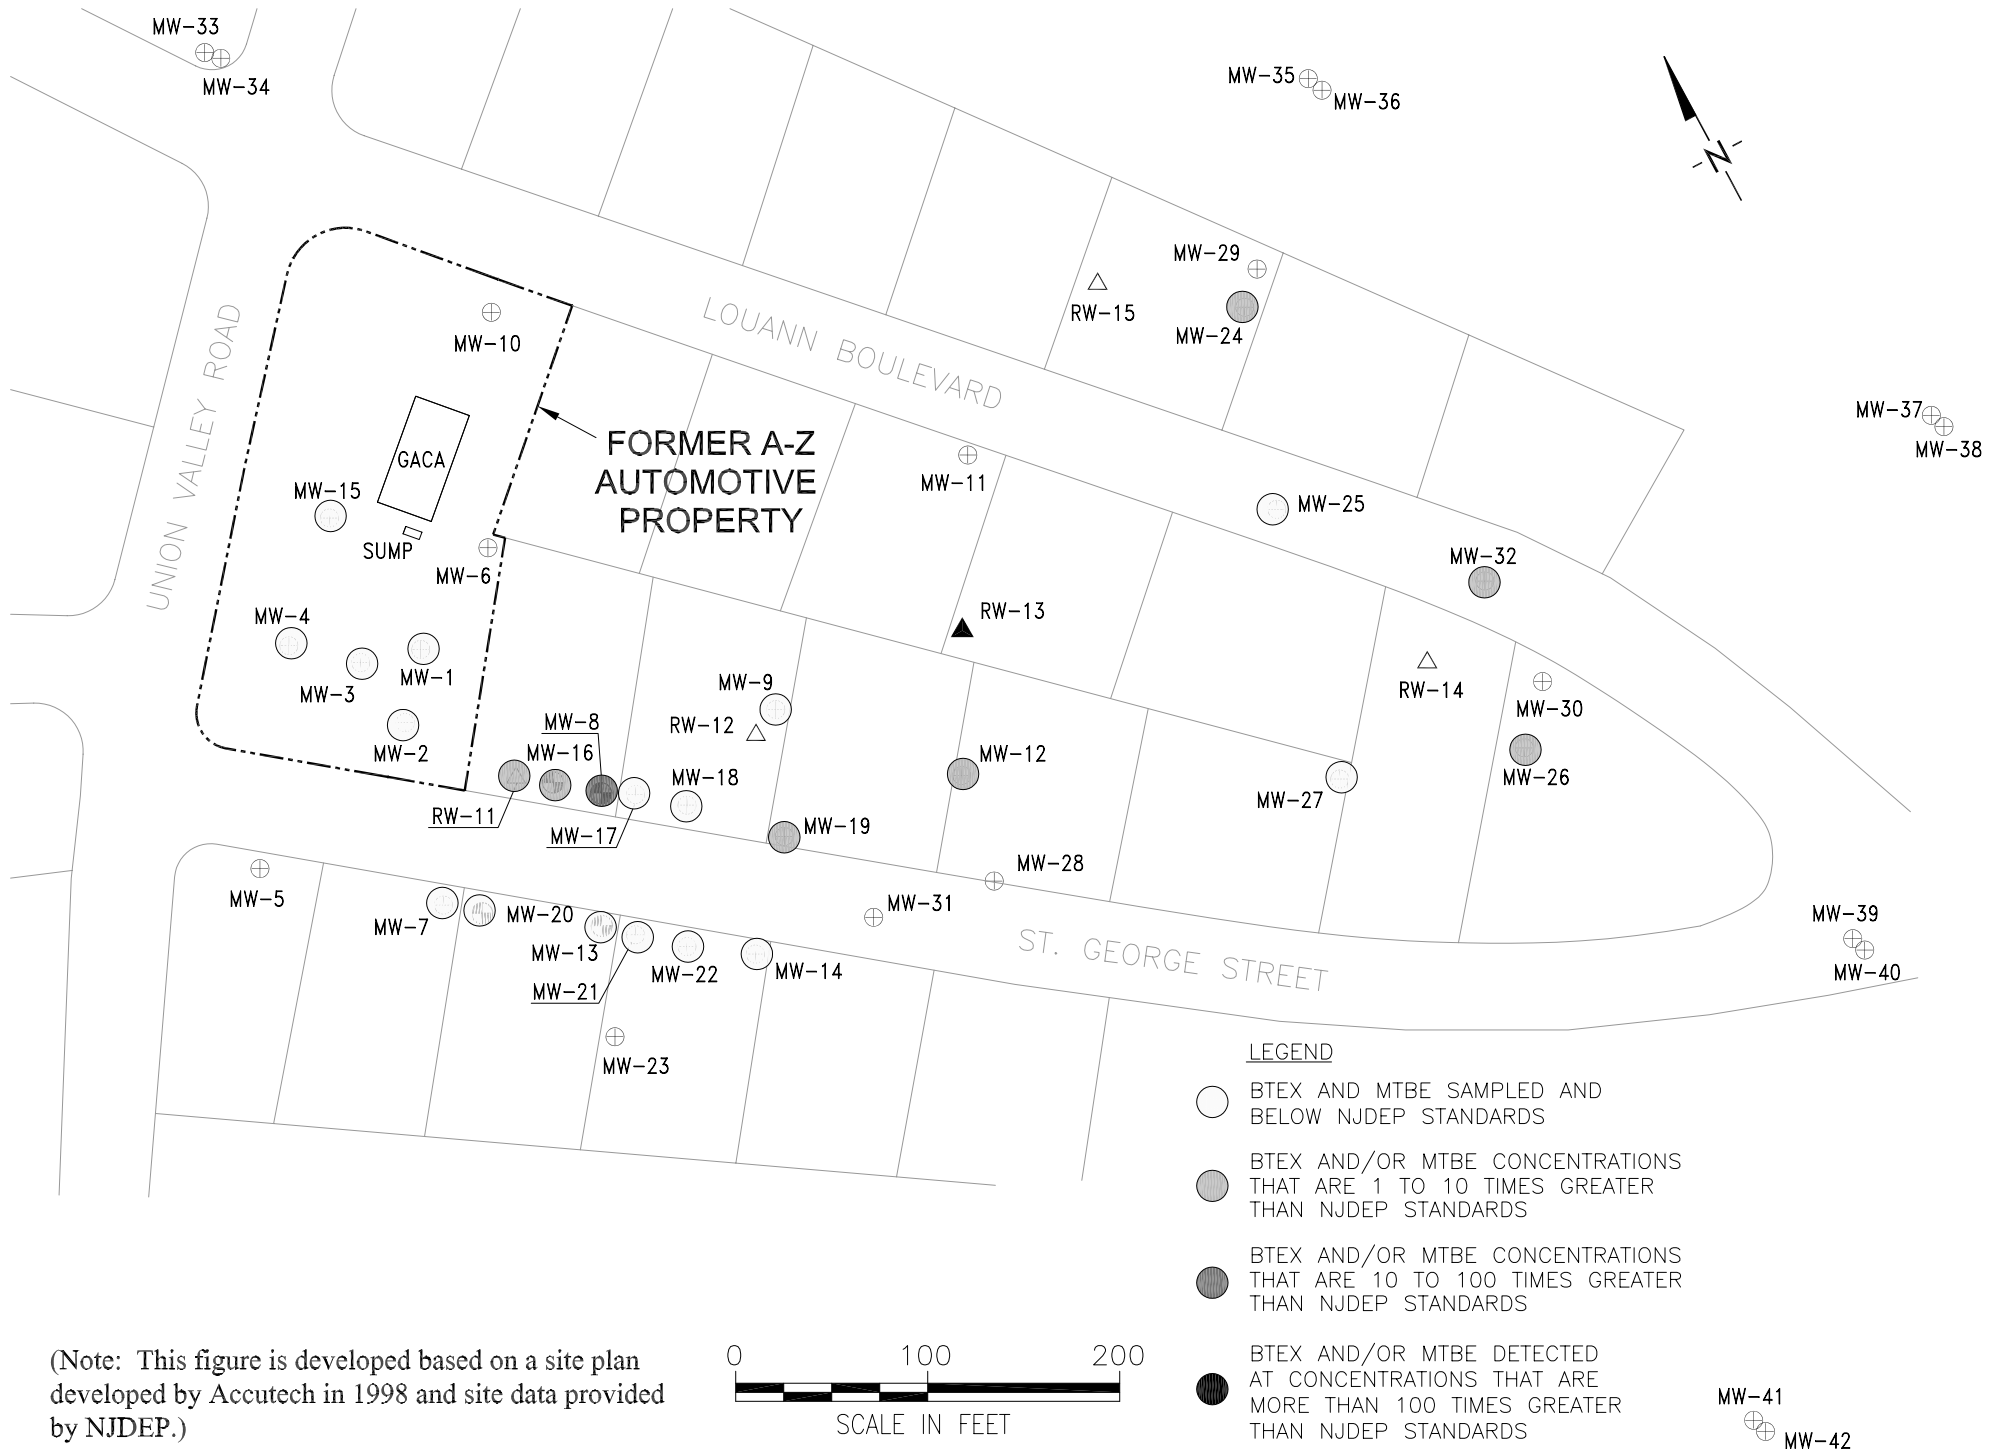 MW-33
MW-34
MW-35
MW-36
N
MW-29
RW-15
MW-24
MW-10
LOUANN BOULEVARD
UNION VALLEY ROAD
MW-37
MW-38
FORMER A-Z
AUTOMOTIVE
PROPERTY
GACA
MW-11
MW-15
MW-25
SUMP
MW-6
MW-32
MW-4
RW-13
MW-1
MW-3
MW-9
RW-14
MW-30
MW-8
RW-12
MW-2
MW-16
MW-18
MW-12
MW-26
MW-27
RW-11
MW-17
MW-19
MW-28
MW-5
MW-31
MW-7
MW-20
MW-39
MW-13
MW-22
MW-14
ST. GEORGE STREET
MW-40
MW-21
MW-23
LEGEND
BTEX AND MTBE SAMPLED AND
BELOW NJDEP STANDARDS
BTEX AND/OR MTBE CONCENTRATIONS
THAT ARE 1 TO 10 TIMES GREATER
THAN NJDEP STANDARDS
BTEX AND/OR MTBE CONCENTRATIONS
THAT ARE 10 TO 100 TIMES GREATER
THAN NJDEP STANDARDS
BTEX AND/OR MTBE DETECTED
AT CONCENTRATIONS THAT ARE
MORE THAN 100 TIMES GREATER
THAN NJDEP STANDARDS
(Note: This figure is developed based on a site plan
developed by Accutech in 1998 and site data provided
by NJDEP.)
0 100 200
SCALE IN FEET
MW-41
MW-42